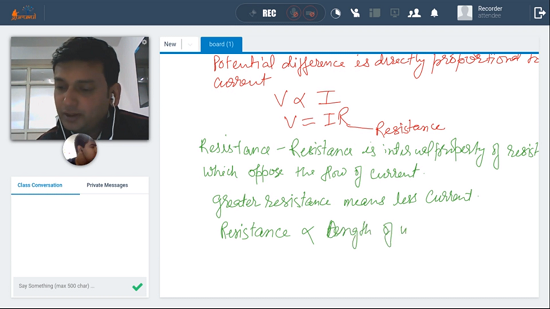 REC
Recorder
attendee
New
board (1)
Potential difference is directly proportional to
current
V ∝ I
V = IR
Resistance
Resistance - Resistance is internal property of resist
which oppose the flow of current.
greater resistance means less current.
Resistance ∝ length of
Class Conversation
Private Messages
Say Something (max 500 char) ...